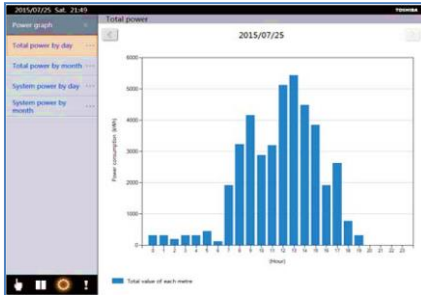 2015/07/25 Sat. 21:49
TOSHIBA
Power graph
Total power
Total power by day
Total power by month
System power by day
System power by
month
2015/07/25
Power consumption (kWh)
6000
5000
4000
3000
2000
1000
0
0 1 2 3 4 5 6 7 8 9 10 11 12 13 14 15 16 17 18 19 20 21 22 23
(Hour)
Total value of each metre